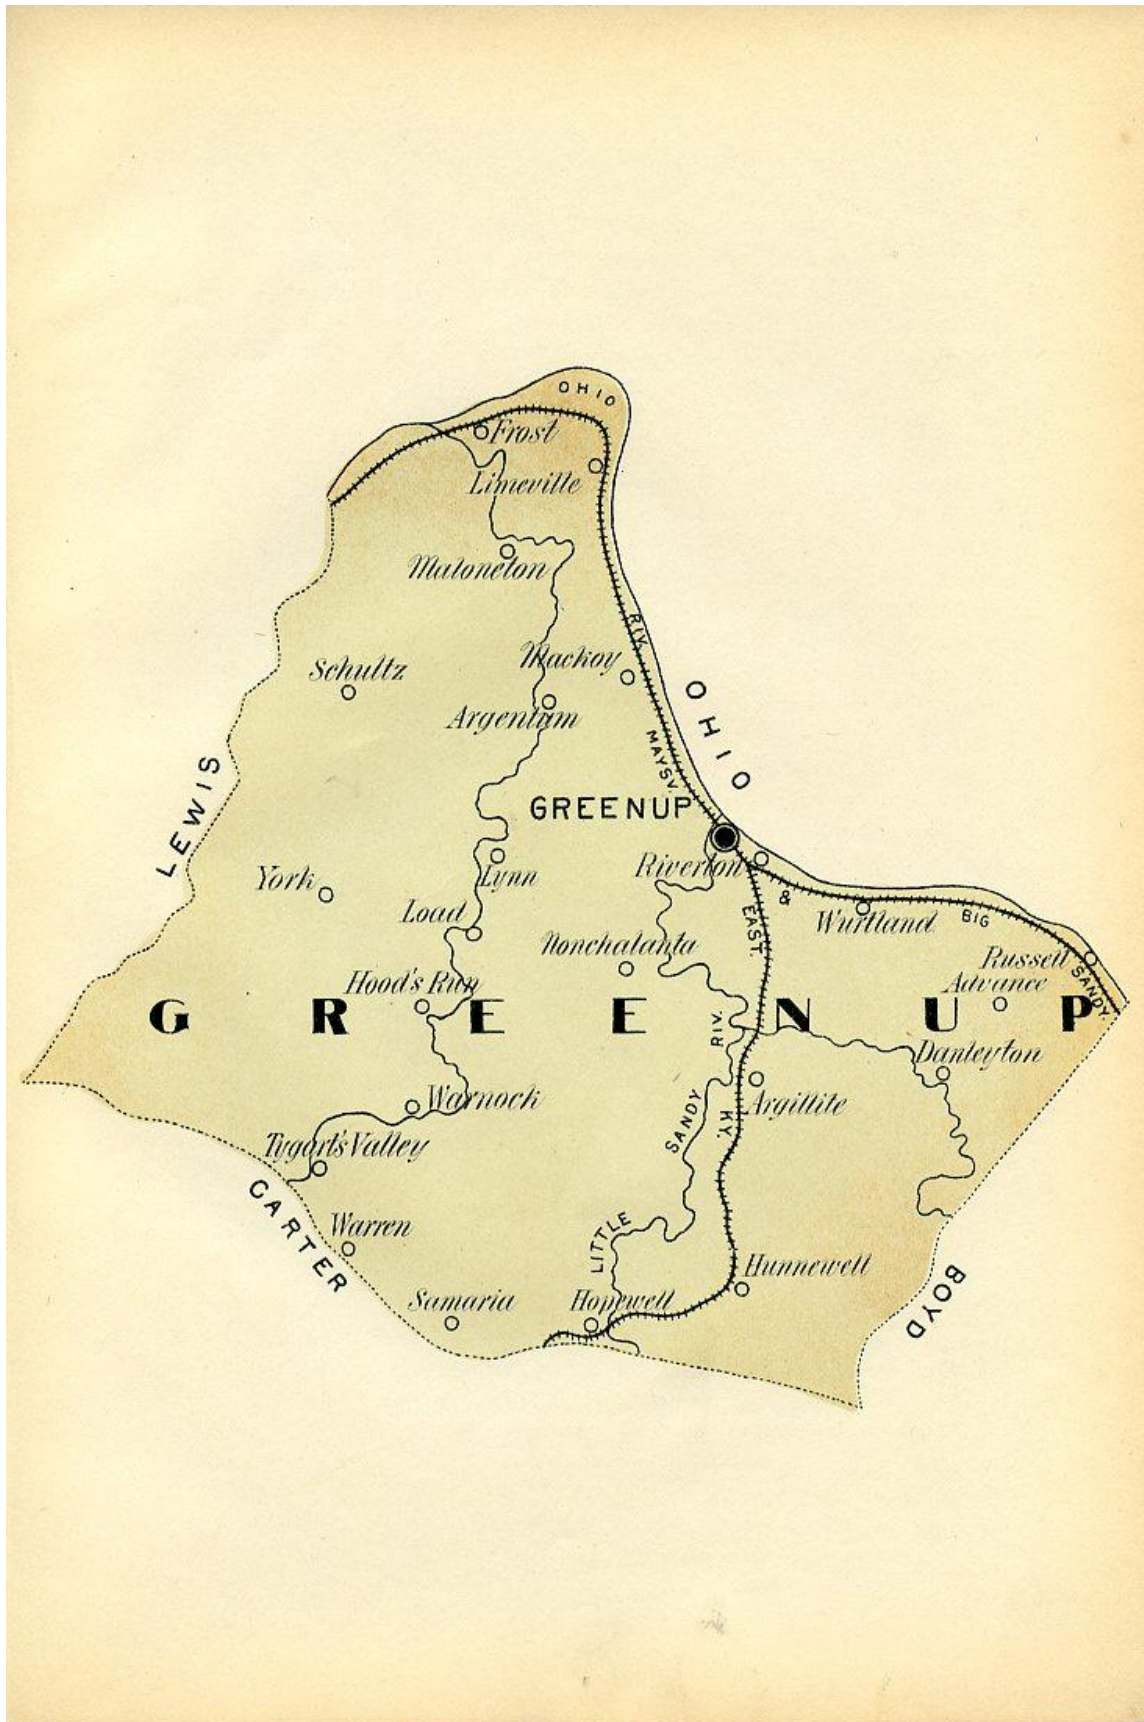 OHIO
Frost
Limeville
Maloneton
RIV.
Mackoy
Schultz
OHIO
Argentum
MAYSV.
LEWIS
GREENUP
Riverton
Lynn
York
&
Load
Wurtland
BIG
EAST.
Nonchalanta
Russell
SANDY.
Hood's Run
Advance
GREENUP
RIV.
Danleyton
Warnock
Argillite
SANDY
KY.
Tygart's Valley
CARTER
Warren
LITTLE
Hunnewell
BOYD
Samaria
Hopewell